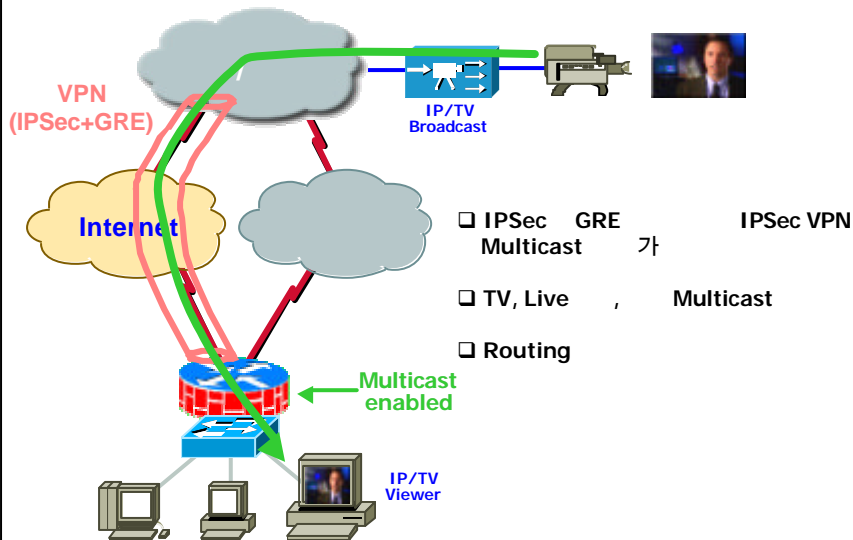 VPN
(IPSec+GRE)
IP/TV
Broadcast
Internet
❑ IPSec GRE IPSec VPN
Multicast 가
❑ TV, Live , Multicast
❑ Routing
Multicast
enabled
IP/TV
Viewer